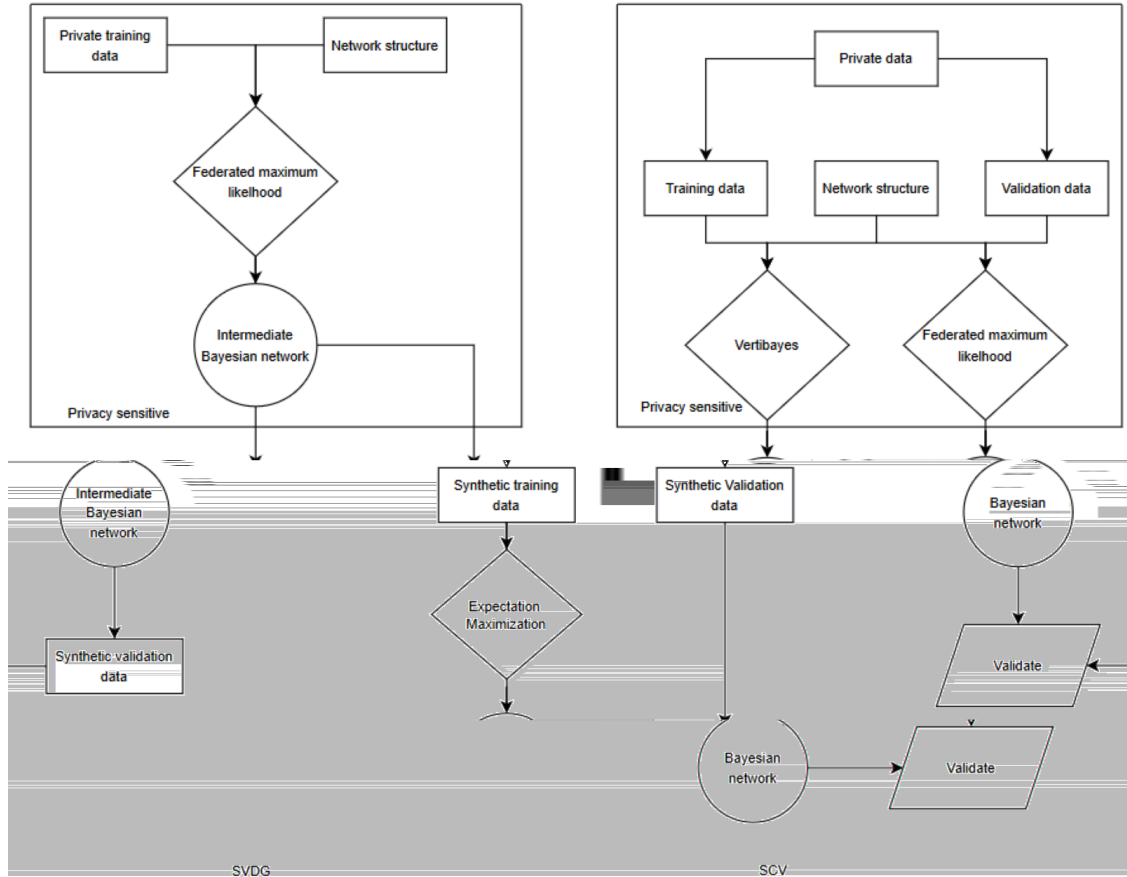 Private training
data
Network structure
Federated maximum
likelhood
Intermediate
Bayesian network
Privacy sensitive
Private data
Training data
Network structure
Validation data
Vertibayes
Federated maximum
likelhood
Privacy sensitive
Intermediate
Bayesian
network
Synthetic training
data
Synthetic Validation
data
Bayesian
network
Expectation
Maximization
Synthetic validation
data
Validate
Bayesian
network
Validate
SVDG
SCV